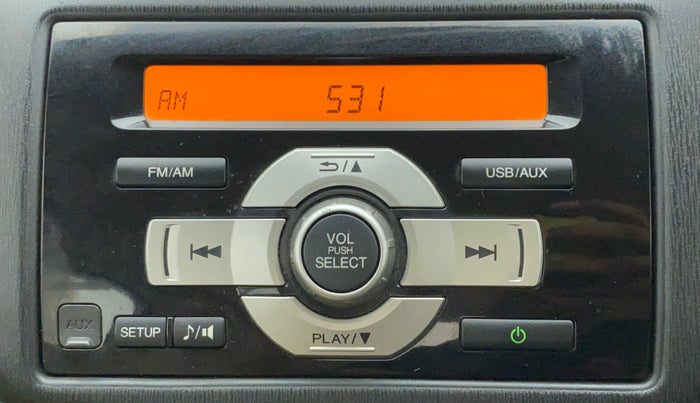 AM 531
FM/AM
/▲
USB/AUX
VOL
PUSH
SELECT
AUX
SETUP
♪/
PLAY/▼